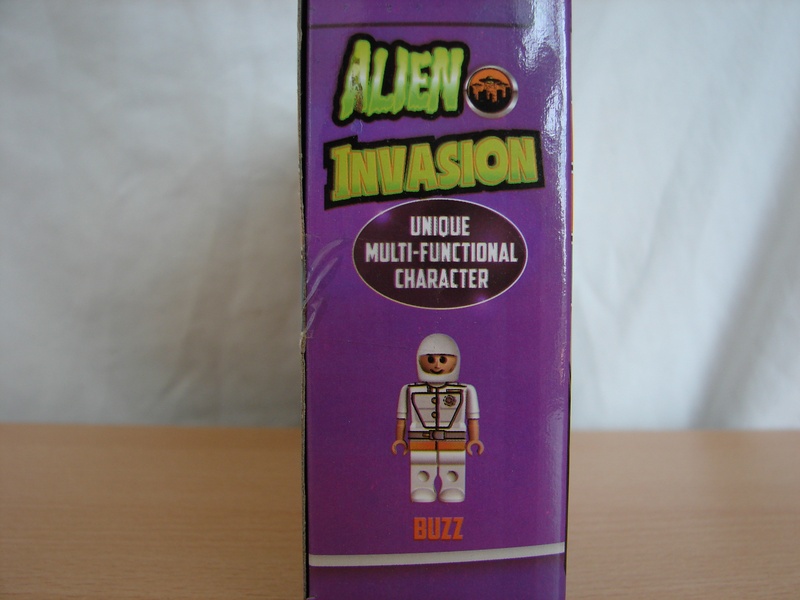 ALIEN
INVASION
UNIQUE
MULTI-FUNCTIONAL
CHARACTER
BUZZ